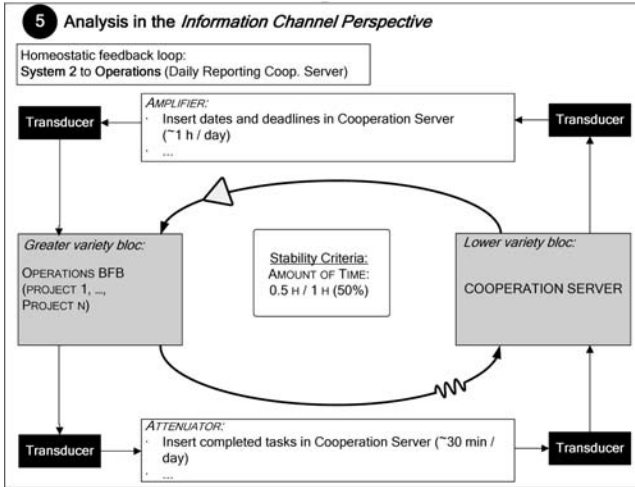 5 Analysis in the Information Channel Perspective
Homeostatic feedback loop:
System 2 to Operations (Daily Reporting Coop. Server)
Transducer
AMPLIFIER:
· Insert dates and deadlines in Cooperation Server
(~1 h / day)
· ...
Transducer
Greater variety bloc:
OPERATIONS BFB
(PROJECT 1, ...,
PROJECT N)
Stability Criteria:
AMOUNT OF TIME:
0.5 H / 1 H (50%)
Lower variety bloc:
COOPERATION SERVER
Transducer
ATTENUATOR:
· Insert completed tasks in Cooperation Server (~30 min /
day)
· ...
Transducer